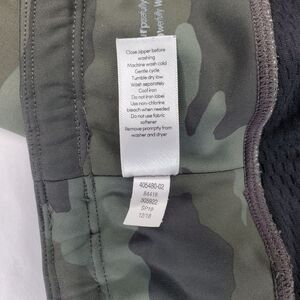 Close zipper before
washing
Machine wash cold
Gentle cycle
Tumble dry low
Wash separately
Cool iron
Do not iron label
Use non-chlorine
bleach when needed
Do not use fabric
softener
Remove promptly from
washer and dryer
405480-02
84419
305922
SP19
12/18